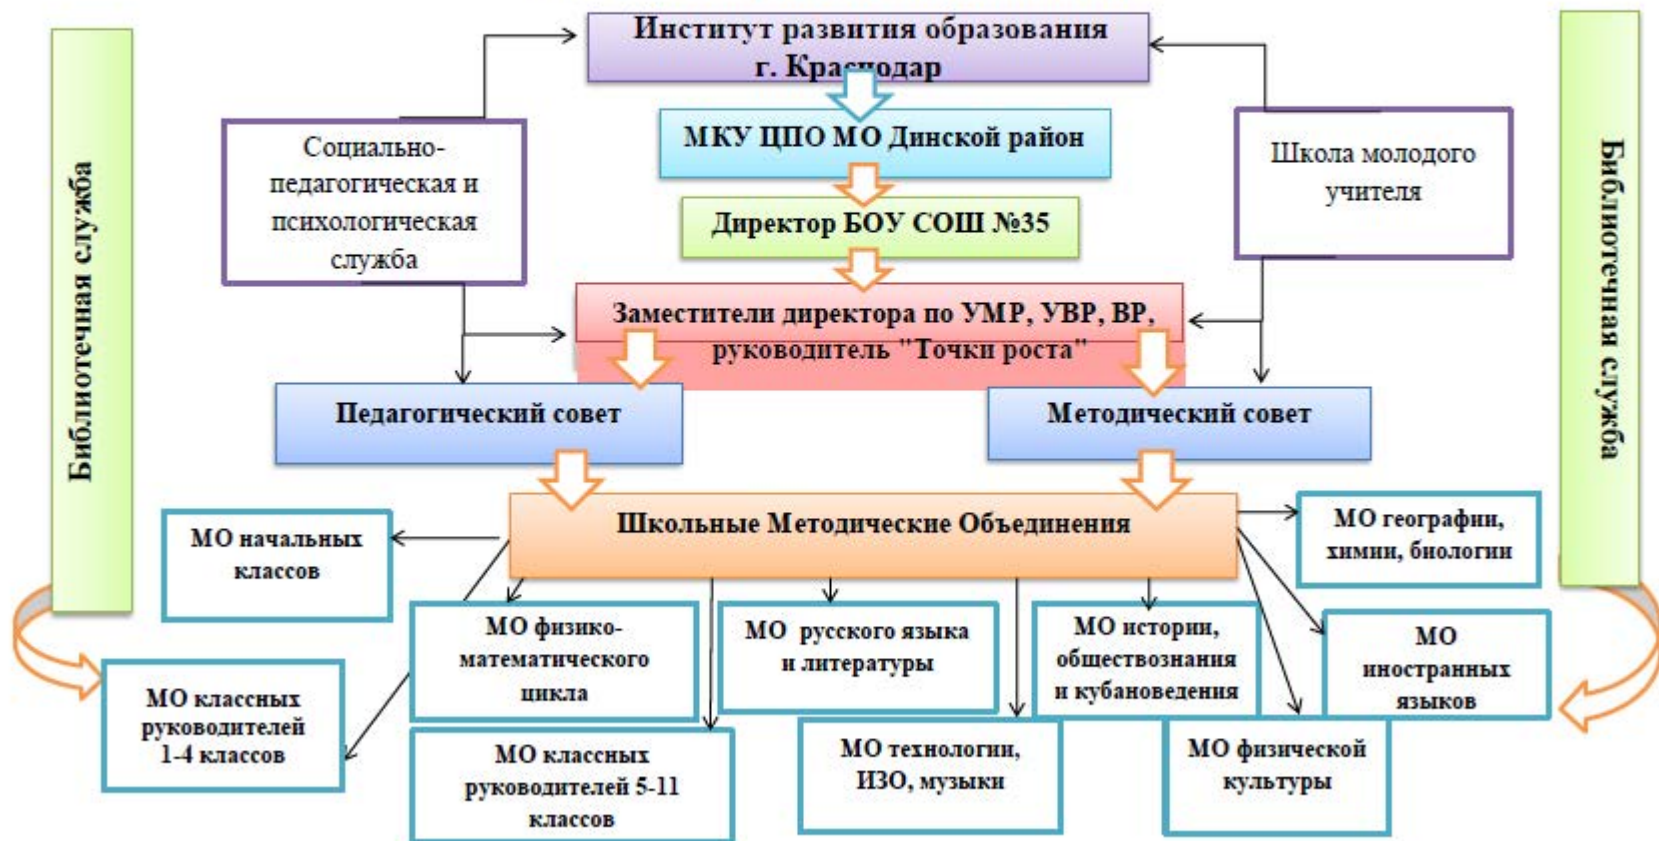 Институт развития образования
г. Краснодар
Библиотечная служба
Социально-
педагогическая и
психологическая
служба
МКУ ЦПО МО Динской район
Школа молодого
учителя
Библиотечная служба
Директор БОУ СОШ №35
Заместители директора по УМР, УВР, ВР,
руководитель "Точки роста"
Педагогический совет
Методический совет
Школьные Методические Объединения
МО начальных
классов
МО географии,
химии, биологии
МО физико-
математического
цикла
МО русского языка
и литературы
МО истории,
обществознания
и кубановедения
МО
иностранных
языков
МО классных
руководителей
1-4 классов
МО классных
руководителей 5-11
классов
МО технологии,
ИЗО, музыки
МО физической
культуры